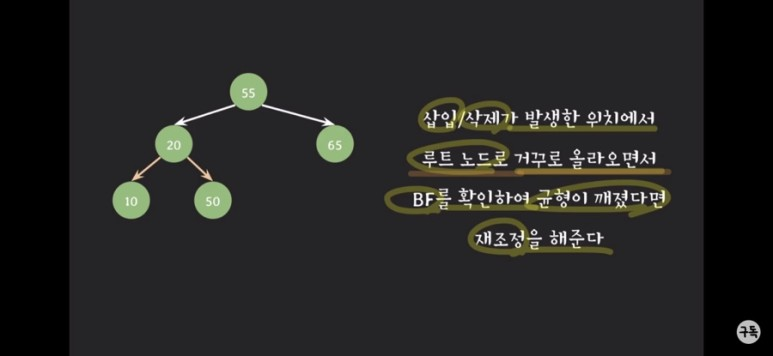 55
20
65
10
50
삽입/삭제가 발생한 위치에서
루트 노드로 거꾸로 올라오면서
BF를 확인하여 균형이 깨졌다면
재조정을 해준다
구독